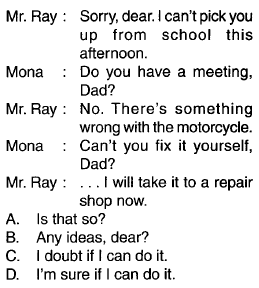 Mr. Ray : Sorry, dear. I can't pick you
up from school this
afternoon.
Mona : Do you have a meeting,
Dad?
Mr. Ray : No. There's something
wrong with the motorcycle.
Mona : Can't you fix it yourself,
Dad?
Mr. Ray : . . . I will take it to a repair
shop now.
A. Is that so?
B. Any ideas, dear?
C. I doubt if I can do it.
D. I'm sure if I can do it.